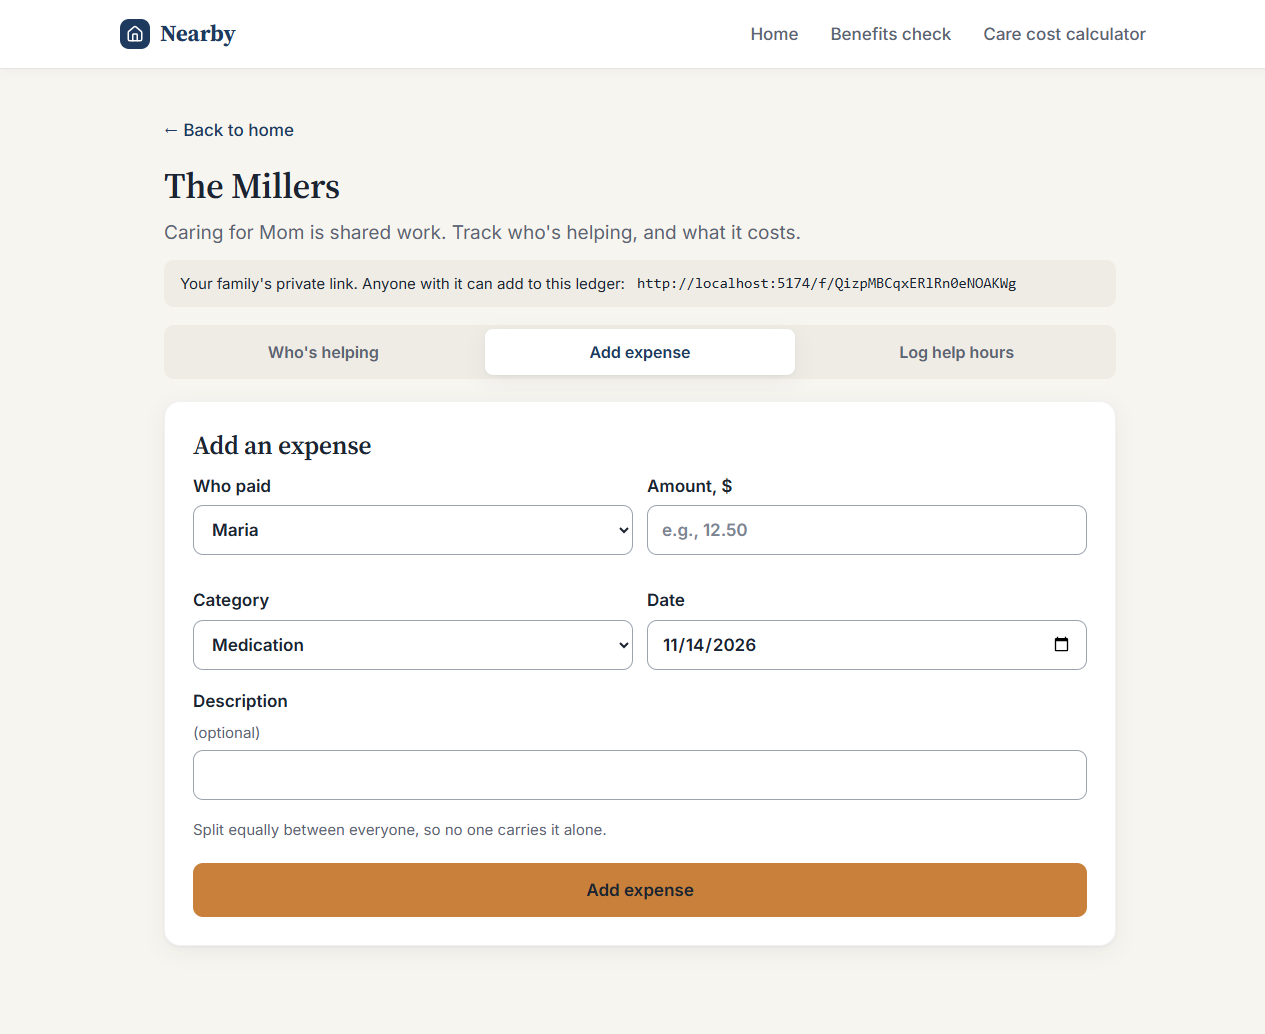 Nearby
Home Benefits check Care cost calculator
← Back to home
The Millers
Caring for Mom is shared work. Track who's helping, and what it costs.
Your family's private link. Anyone with it can add to this ledger: http://localhost:5174/f/QizpMBCqxERlRn0eNOAKWg
Who's helping Add expense Log help hours
Add an expense
Who paid Amount, $
Maria e.g., 12.50
Category Date
Medication 11/14/2026
Description
(optional)
Split equally between everyone, so no one carries it alone.
Add expense